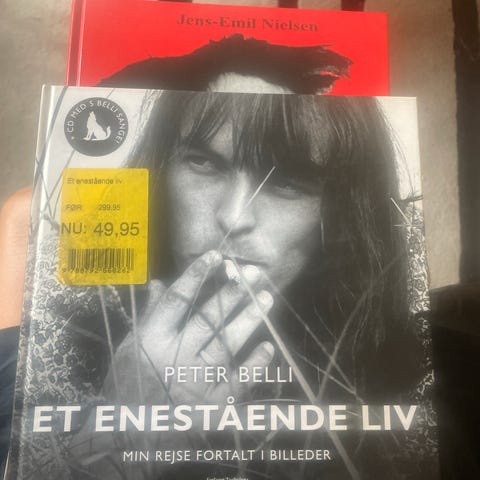 Jens-Emil Nielsen
+ CD MED 5 BELLI SANGE!
Et enestående liv
FØR: 299,95
NU: 49,95
PETER BELLI
ET ENESTÅENDE LIV
MIN REJSE FORTALT I BILLEDER